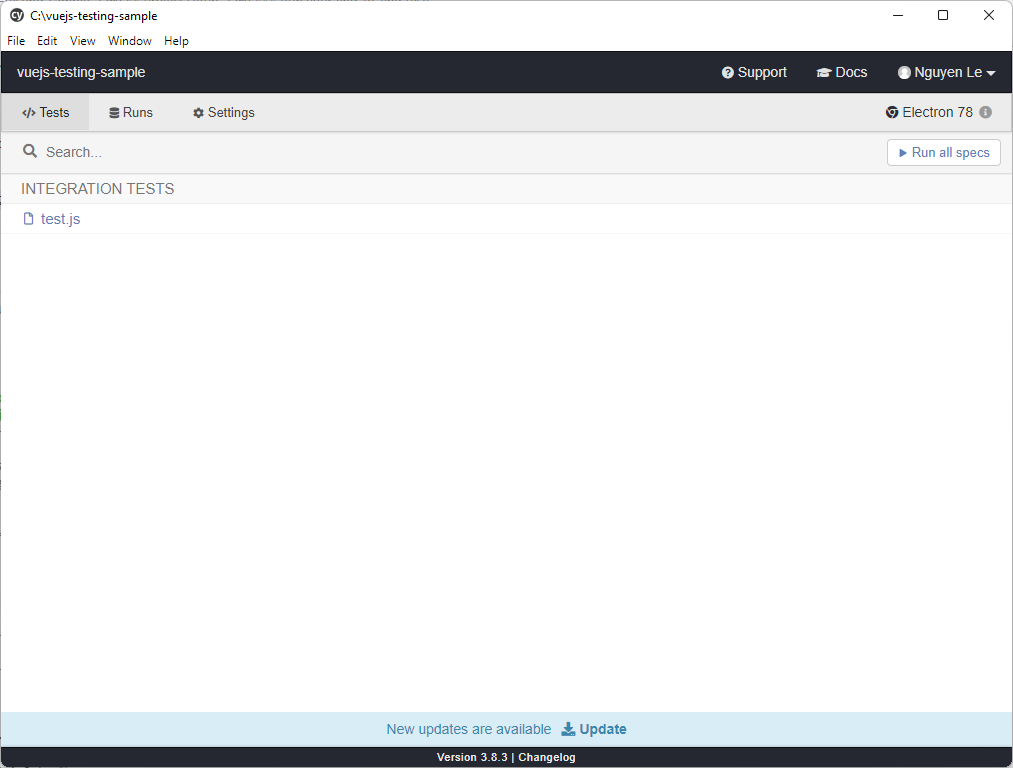 cy C:\vuejs-testing-sample
File Edit View Window Help
vuejs-testing-sample Support Docs Nguyen Le
</> Tests Runs Settings Electron 78
Search... Run all specs
INTEGRATION TESTS
test.js
New updates are available Update
Version 3.8.3 | Changelog